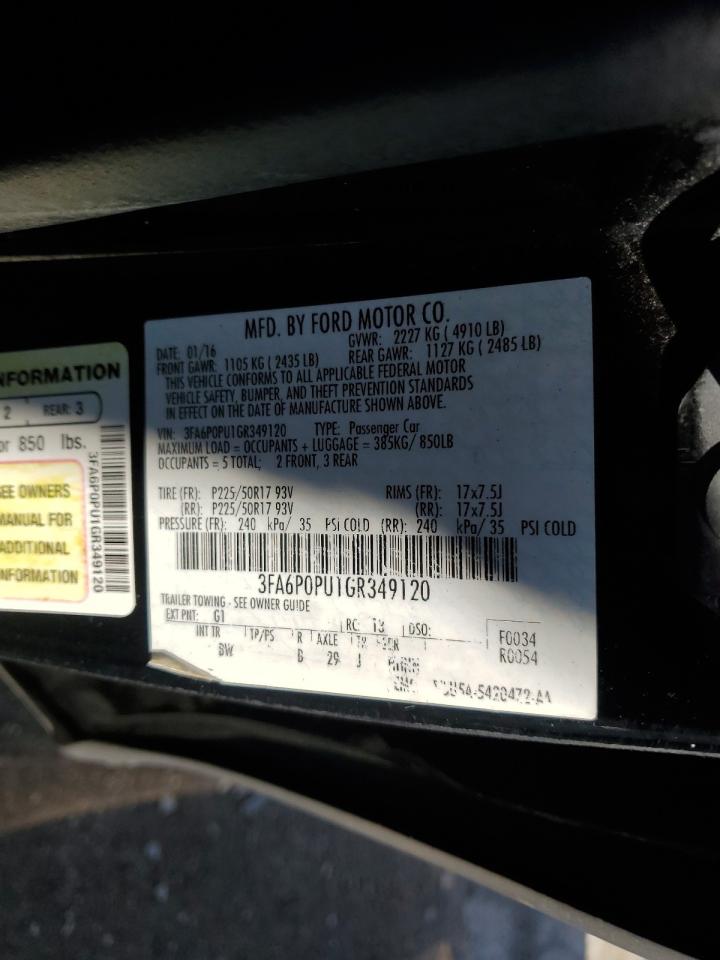 MFD. BY FORD MOTOR CO.
DATE: 01/16 GVWR: 2227 KG ( 4910 LB)
FRONT GAWR: 1105 KG ( 2435 LB) REAR GAWR: 1127 KG ( 2485 LB)
THIS VEHICLE CONFORMS TO ALL APPLICABLE FEDERAL MOTOR
VEHICLE SAFETY, BUMPER, AND THEFT PREVENTION STANDARDS
IN EFFECT ON THE DATE OF MANUFACTURE SHOWN ABOVE.
VIN: 3FA6P0PU1GR349120 TYPE: Passenger Car
MAXIMUM LOAD = OCCUPANTS + LUGGAGE = 385KG/ 850LB
OCCUPANTS = 5 TOTAL; 2 FRONT, 3 REAR
TIRE (FR): P225/50R17 93V RIMS (FR): 17x7.5J
(RR): P225/50R17 93V (RR): 17x7.5J
PRESSURE (FR): 240 kPa/ 35 PSI COLD (RR): 240 kPa/ 35 PSI COLD
3FA6P0PU1GR349120
TRAILER TOWING - SEE OWNER GUIDE
EXT PNT: G1 RC: 13 DSO: F0034
INT TR TP/PS R AXLE TR R0054
BW B 29 J
NFORMATION
2 REAR: 3
or 850 lbs.
SEE OWNERS
MANUAL FOR
ADDITIONAL
INFORMATION
3FA6P0PU1GR349120